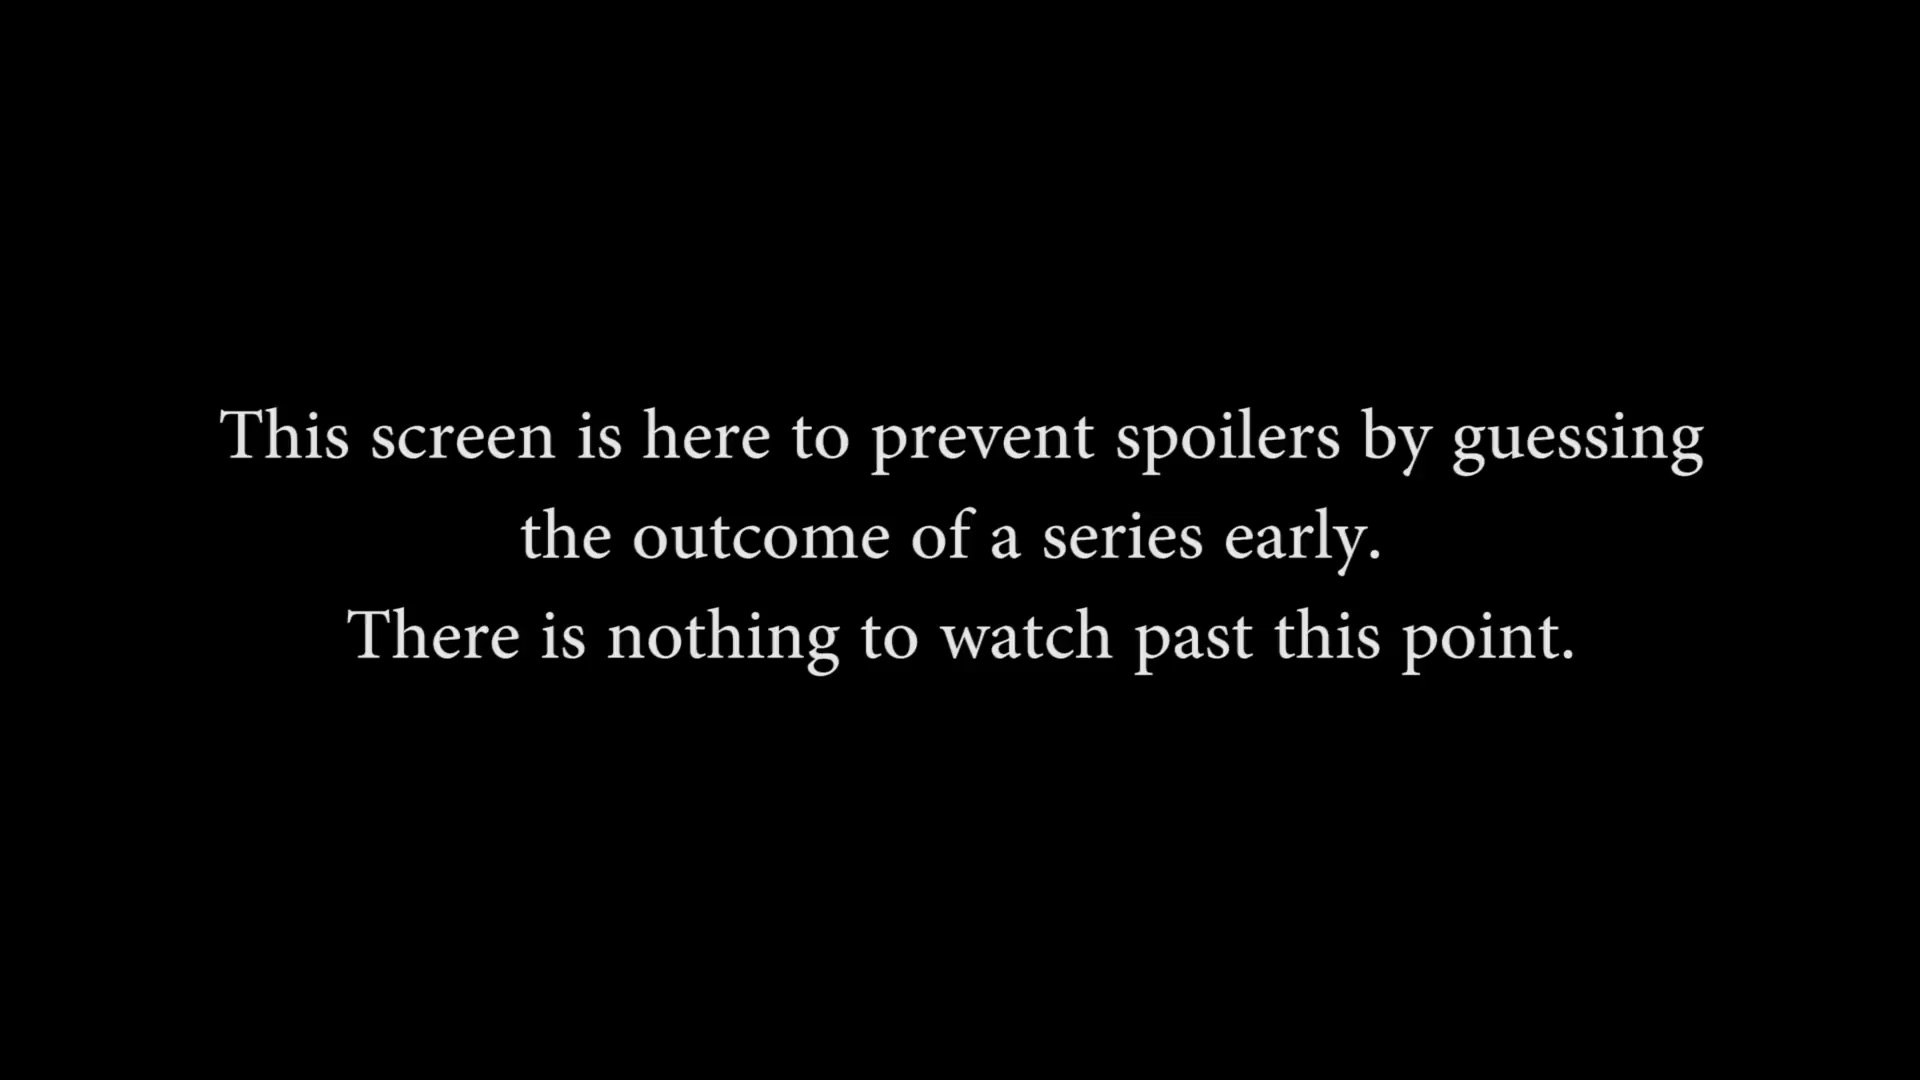 This screen is here to prevent spoilers by guessing
the outcome of a series early.
There is nothing to watch past this point.